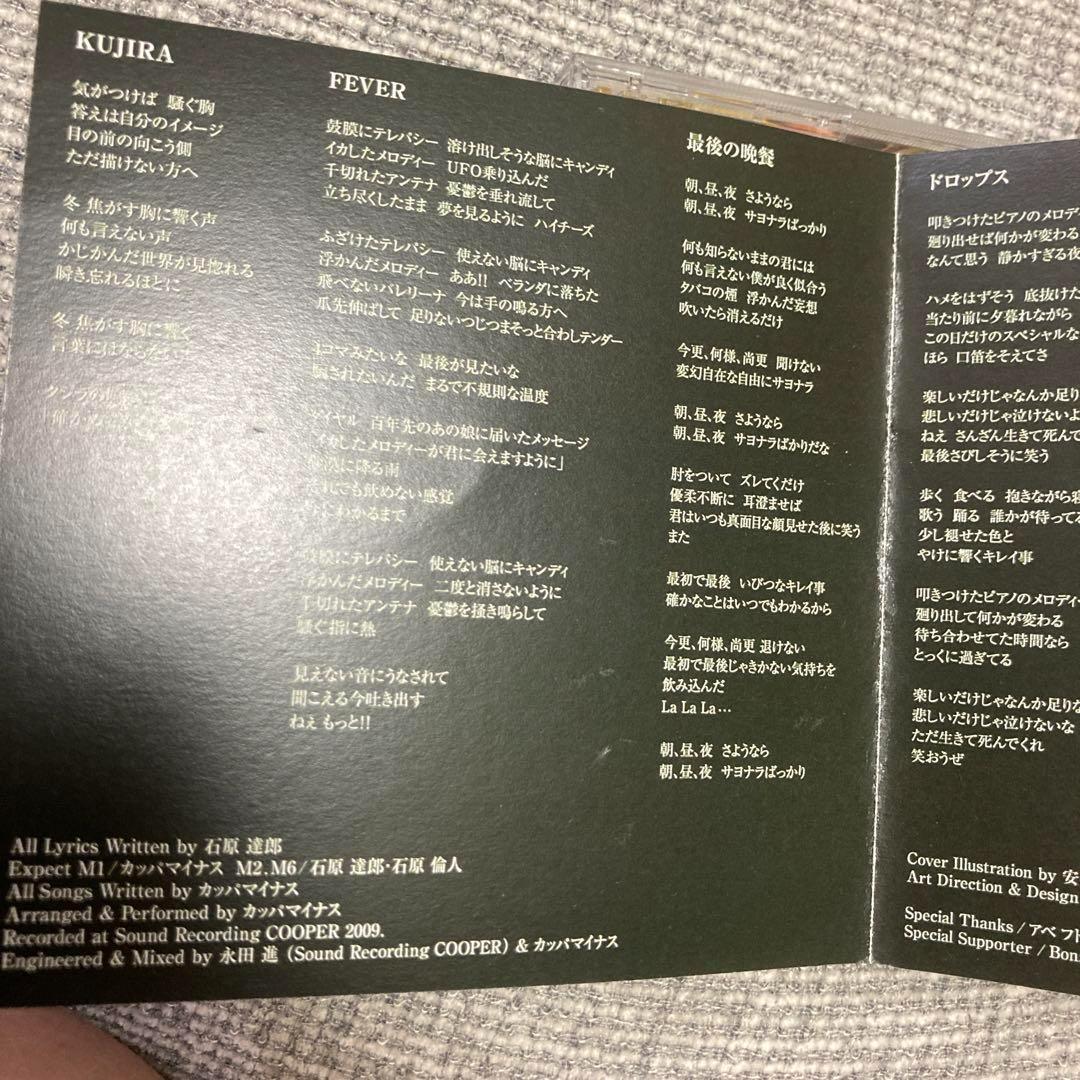 KUJIRA
気がつけば 騒ぐ胸
答えは自分のイメージ
目の前の向こう側
ただ描けない方へ
冬 焦がす胸に響く声
何も言えない声
かじかんだ世界が見惚れる
瞬き忘れるほどに
冬 焦がす胸に響く
言葉にはならない
FEVER
鼓膜にテレパシー 溶け出しそうな脳にキャンディ
イカしたメロディー UFO乗り込んだ
千切れたアンテナ 憂鬱を垂れ流して
立ち尽くしたまま 夢を見るように ハイチーズ
ふざけたテレパシー 使えない脳にキャンディ
浮かんだメロディー ああ!! ベランダに落ちた
飛べないバレリーナ 今は手の鳴る方へ
爪先伸ばして 足りないつじつまそっと合わしテンダー
4コマみたいな 最後が見たいな
騙されたいんだ まるで不規則な温度
ダイヤル 百年先のあの娘に届いたメッセージ
「イカしたメロディーが君に会えますように」
砂漠に降る雨
それでも飲めない感覚
わかるまで
鼓膜にテレパシー 使えない脳にキャンディ
浮かんだメロディー 二度と消さないように
千切れたアンテナ 憂鬱を掻き鳴らして
騒ぐ指に熱
見えない音にうなされて
聞こえる今吐き出す
ねぇ もっと!!
最後の晩餐
朝、昼、夜 さようなら
朝、昼、夜 サヨナラばっかり
何も知らないままの君には
何も言えない僕が良く似合う
タバコの煙 浮かんだ妄想
吹いたら消えるだけ
今更、何様、尚更 聞けない
変幻自在な自由にサヨナラ
朝、昼、夜 さようなら
朝、昼、夜 サヨナラばかりだな
肘をついて ズレてくだけ
優柔不断に 耳澄ませば
君はいつも真面目な顔見せた後に笑う
また
最初で最後 いびつなキレイ事
確かなことはいつでもわかるから
今更、何様、尚更 退けない
最初で最後じゃきかない気持ちを
飲み込んだ
La La La…
朝、昼、夜 さようなら
朝、昼、夜 サヨナラばっかり
All Lyrics Written by 石原 達郎
Expect M1/カッパマイナス M2,M6/石原 達郎・石原 倫人
All Songs Written by カッパマイナス
Arranged & Performed by カッパマイナス
Recorded at Sound Recording COOPER 2009.
Engineered & Mixed by 永田 進 (Sound Recording COOPER) & カッパマイナス
ドロップス
叩きつけたピアノのメロデ
廻り出せば何かが変わる
なんて思う 静かすぎる夜
ハメをはずそう 底抜けた
当たり前に夕暮れながら
この日だけのスペシャルな
ほら 口笛をそえてさ
楽しいだけじゃなんか足り
悲しいだけじゃ泣けないよ
ねえ さんざん生きて死んで
最後さびしそうに笑う
歩く 食べる 抱きながら寝
歌う 踊る 誰かが待ってる
少し褪せた色と
やけに響くキレイ事
叩きつけたピアノのメロディー
廻り出して何かが変わる
待ち合わせてた時間なら
とっくに過ぎてる
楽しいだけじゃなんか足りな
悲しいだけじゃ泣けないな
ただ生きて死んでくれ
笑おうぜ
Cover Illustration by 安
Art Direction & Design
Special Thanks/アベ フト
Special Supporter/Bon